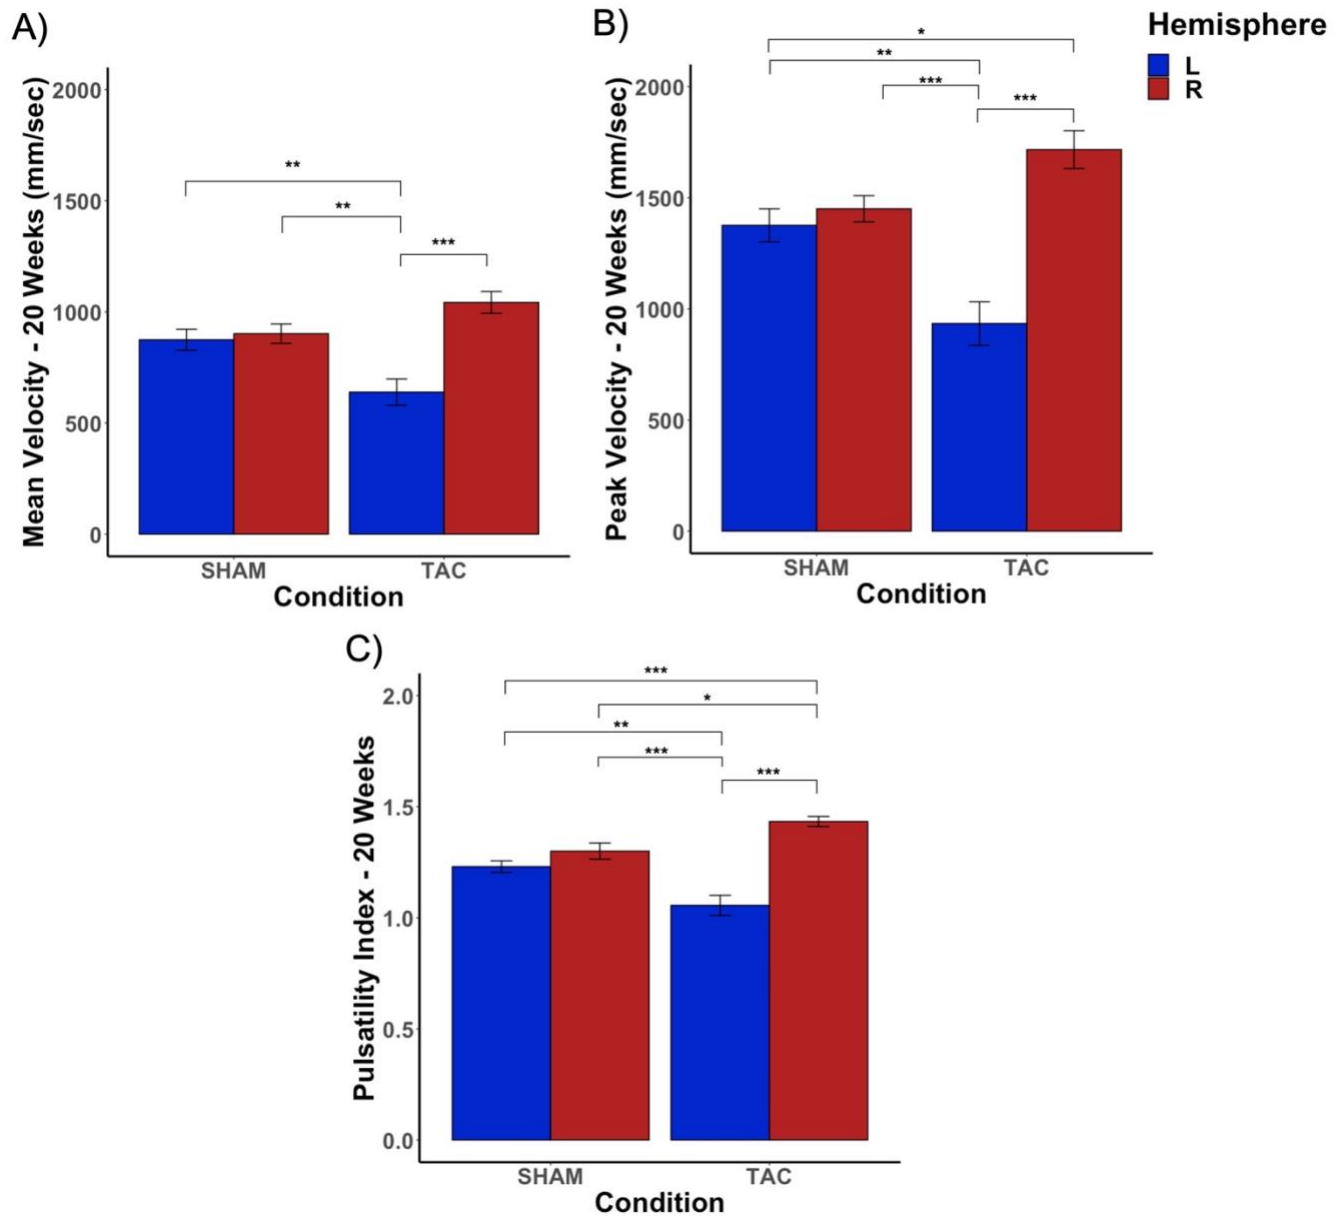 A)
Mean Velocity - 20 Weeks (mm/sec)
2000
1500
1000
500
0
**
**
***
SHAM TAC
Condition
B)
Peak Velocity - 20 Weeks (mm/sec)
2000
1500
1000
500
0
*
**
***
***
SHAM TAC
Condition
Hemisphere
L
R
C)
Pulsatility Index - 20 Weeks
2.0
1.5
1.0
0.5
0.0
***
*
**
***
***
SHAM TAC
Condition